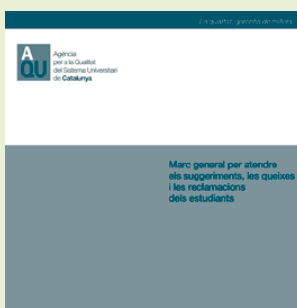 La qualitat, garantia de millora.
AQU
Agència
per a la Qualitat
del Sistema Universitari
de Catalunya
Marc general per atendre
els suggeriments, les queixes
i les reclamacions
dels estudiants